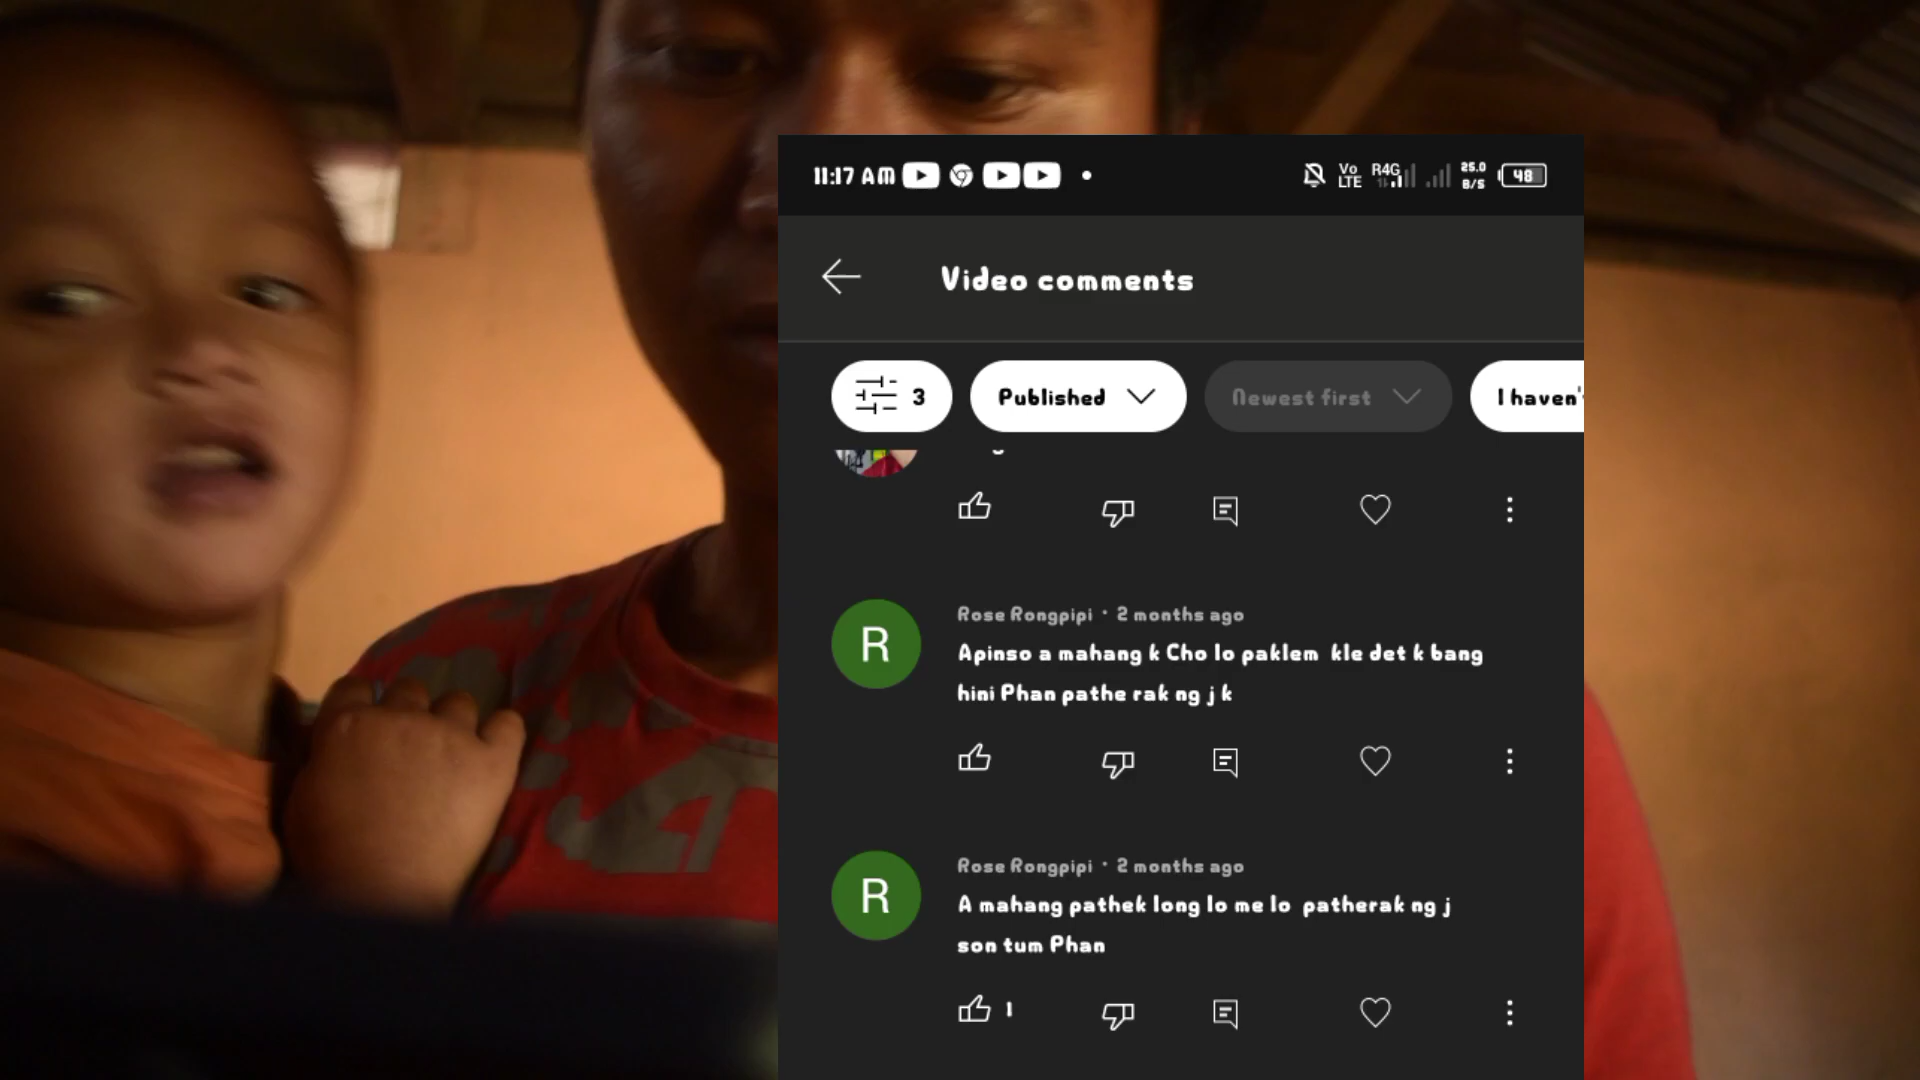 11:17 AM Vo LTE R4G 25.0 B/S 48
Video comments
3 Published Newest first I haven'
Rose Rongpipi · 2 months ago
Apinso a mahang k Cho lo paklem kle det k bang
hini Phan pathe rak ng j k
Rose Rongpipi · 2 months ago
A mahang pathek long lo me lo patherak ng j
son tum Phan
1